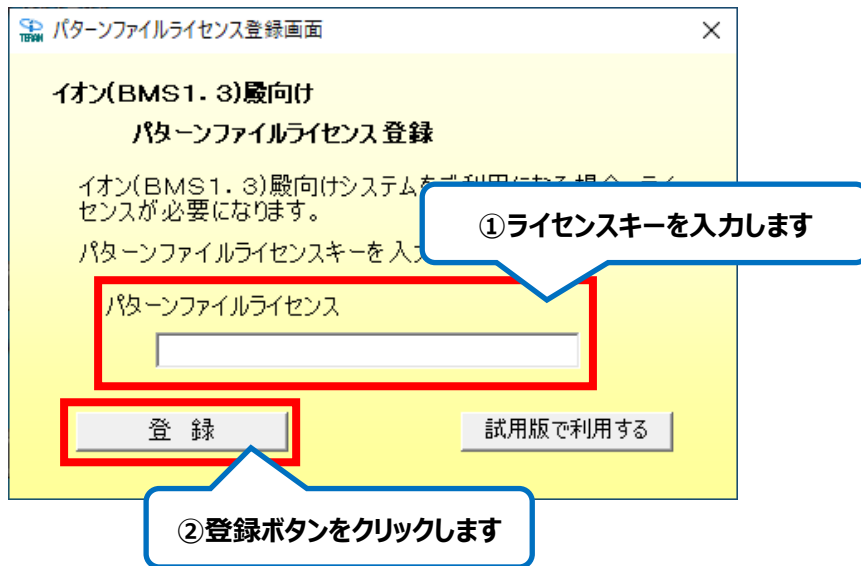 TERAN パターンファイルライセンス登録画面
イオン(BMS1.3)殿向け
パターンファイルライセンス登録
イオン(BMS1.3)殿向けシステムを
センスが必要になります。
パターンファイルライセンスキーを入
①ライセンスキーを入力します
パターンファイルライセンス
登 録
試用版で利用する
②登録ボタンをクリックします